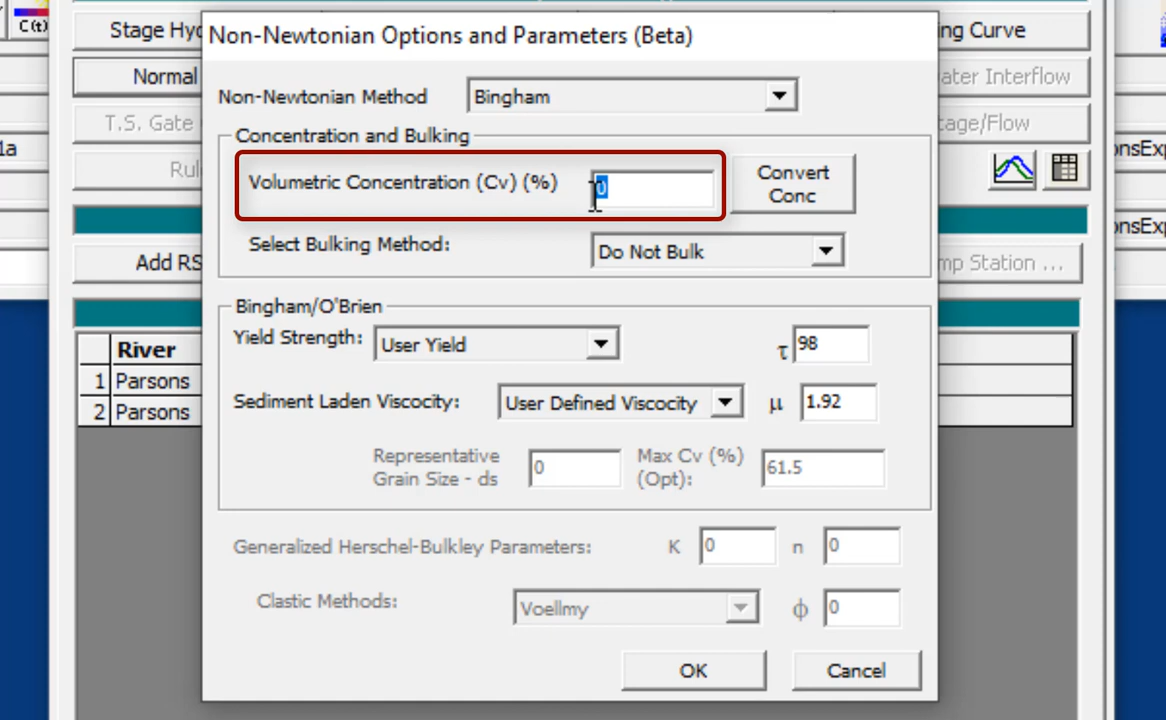 C(t)
Stage Hy
ing Curve
Non-Newtonian Options and Parameters (Beta)
Normal
ater Interflow
Non-Newtonian Method
Bingham
T.S. Gate
tage/Flow
Concentration and Bulking
1a
onsExp
Rul
Volumetric Concentration (Cv) (%)
0
Convert
Conc
onsExp
Select Bulking Method:
Do Not Bulk
Add RS
mp Station ...
Bingham/O'Brien
Yield Strength:
User Yield
τ
98
River
1 Parsons
2 Parsons
Sediment Laden Viscocity:
User Defined Viscocity
μ
1.92
Representative
Grain Size - ds
0
Max Cv (%)
(Opt):
61.5
Generalized Herschel-Bulkley Parameters:
K
0
n
0
Clastic Methods:
Voellmy
ϕ
0
OK
Cancel